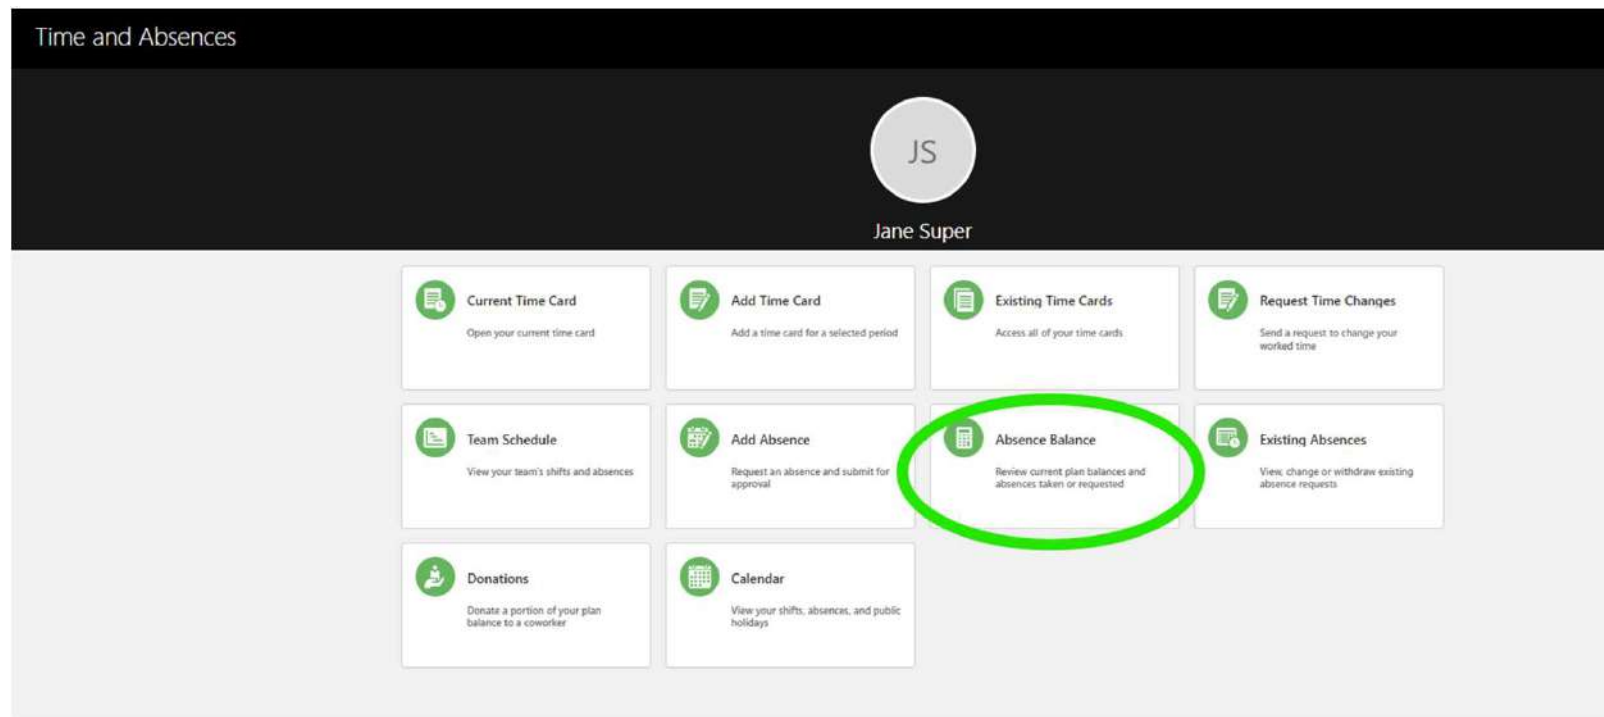 Time and Absences
JS
Jane Super
Current Time Card
Open your current time card
Add Time Card
Add a time card for a selected period
Existing Time Cards
Access all of your time cards
Request Time Changes
Send a request to change your
worked time
Team Schedule
View your team's shifts and absences
Add Absence
Request an absence and submit for
approval
Absence Balance
Review current plan balances and
absences taken or requested
Existing Absences
View, change or withdraw existing
absence requests
Donations
Donate a portion of your plan
balance to a coworker
Calendar
View your shifts, absences, and public
holidays